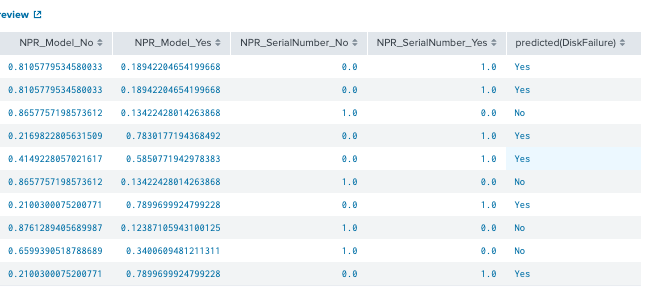 review
NPR_Model_No NPR_Model_Yes NPR_SerialNumber_No NPR_SerialNumber_Yes predicted(DiskFailure)
0.8105779534580033 0.18942204654199668 0.0 1.0 Yes
0.8105779534580033 0.18942204654199668 0.0 1.0 Yes
0.8657757198573612 0.13422428014263868 1.0 0.0 No
0.2169822805631509 0.7830177194368492 0.0 1.0 Yes
0.4149228057021617 0.5850771942978383 0.0 1.0 Yes
0.8657757198573612 0.13422428014263868 1.0 0.0 No
0.2100300075200771 0.7899699924799228 0.0 1.0 Yes
0.8761289405689987 0.12387105943100125 1.0 0.0 No
0.6599390518788689 0.3400609481211311 1.0 0.0 No
0.2100300075200771 0.7899699924799228 0.0 1.0 Yes